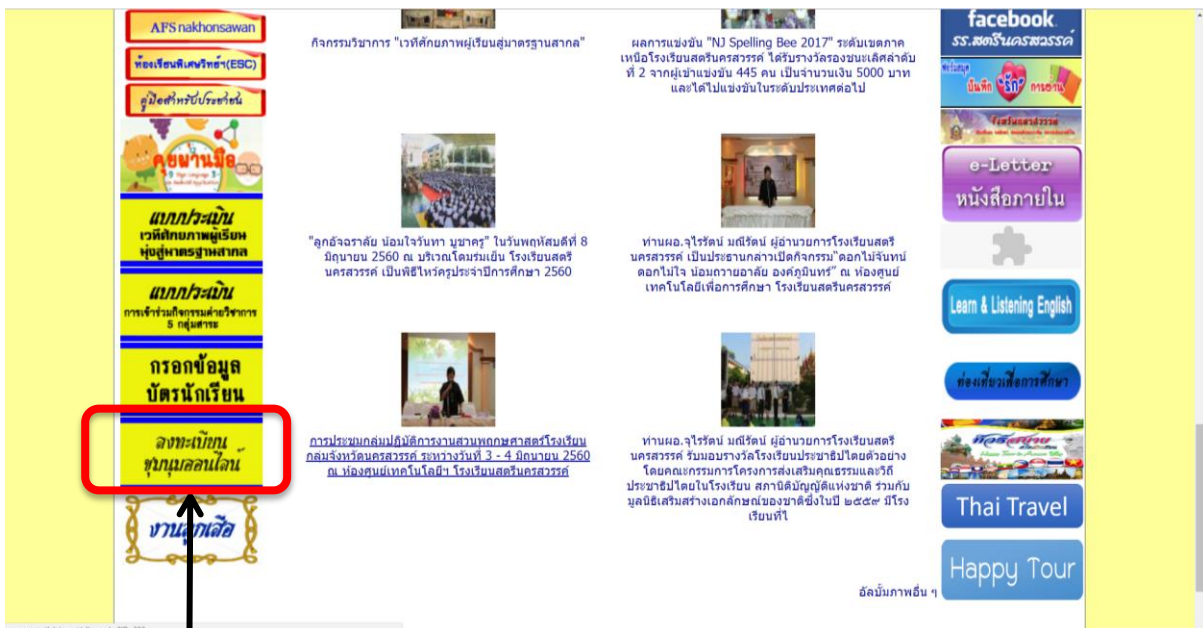 AFS nakhonsawan
ห้องเรียนพิเศษวิทย์ฯ(ESC)
คู่มือสำหรับประชาชน
คุยผ่านมือ
แบบประเมิน
เวทีศักยภาพผู้เรียน
มุ่งสู่มาตรฐานสากล
แบบประเมิน
การเข้าร่วมกิจกรรมค่ายวิชาการ
5 กลุ่มสาระ
กรอกข้อมูล
บัตรนักเรียน
ลงทะเบียน
ชุมนุมออนไลน์
งานลูกเสือ
กิจกรรมวิชาการ "เวทีศักยภาพผู้เรียนสู่มาตรฐานสากล"
ผลการแข่งขัน "NJ Spelling Bee 2017" ระดับเขตภาค
เหนือโรงเรียนสตรีนครสวรรค์ ได้รับรางวัลรองชนะเลิศลำดับ
ที่ 2 จากผู้เข้าแข่งขัน 445 คน เป็นจำนวนเงิน 5000 บาท
และได้ไปแข่งขันในระดับประเทศต่อไป
"ลูกอัจฉราลัย น้อมใจวันทา บูชาครู" ในวันพฤหัสบดีที่ 8
มิถุนายน 2560 ณ บริเวณโดมร่มเย็น โรงเรียนสตรี
นครสวรรค์ เป็นพิธีไหว้ครูประจำปีการศึกษา 2560
ท่านผอ.จุไรรัตน์ มณีรัตน์ ผู้อำนวยการโรงเรียนสตรี
นครสวรรค์ เป็นประธานกล่าวเปิดกิจกรรม"ดอกไม้จันทน์
ดอกไม้ใจ น้อมถวายอาลัย องค์ภูมินทร์" ณ ห้องศูนย์
เทคโนโลยีเพื่อการศึกษา โรงเรียนสตรีนครสวรรค์
การประชุมกลุ่มปฏิบัติการงานสวนพฤกษศาสตร์โรงเรียน
กลุ่มจังหวัดนครสวรรค์ ระหว่างวันที่ 3 - 4 มิถุนายน 2560
ณ ห้องศูนย์เทคโนโลยีฯ โรงเรียนสตรีนครสวรรค์
ท่านผอ.จุไรรัตน์ มณีรัตน์ ผู้อำนวยการโรงเรียนสตรี
นครสวรรค์ รับมอบรางวัลโรงเรียนประชาธิปไตยตัวอย่าง
โดยคณะกรรมการโครงการส่งเสริมคุณธรรมและวิถี
ประชาธิปไตยในโรงเรียน สภานิติบัญญัติแห่งชาติ ร่วมกับ
มูลนิธิเสริมสร้างเอกลักษณ์ของชาติซึ่งในปี ๒๕๕๙ มีโรง
เรียนที่ไ
อัลบั้มภาพอื่น ๆ
facebook
รร.สตรีนครสวรรค์
บันทึก "รัก" การอ่าน
e-Letter
หนังสือภายใน
Learn & Listening English
ท่องเที่ยวเพื่อการศึกษา
Thai Travel
Happy Tour